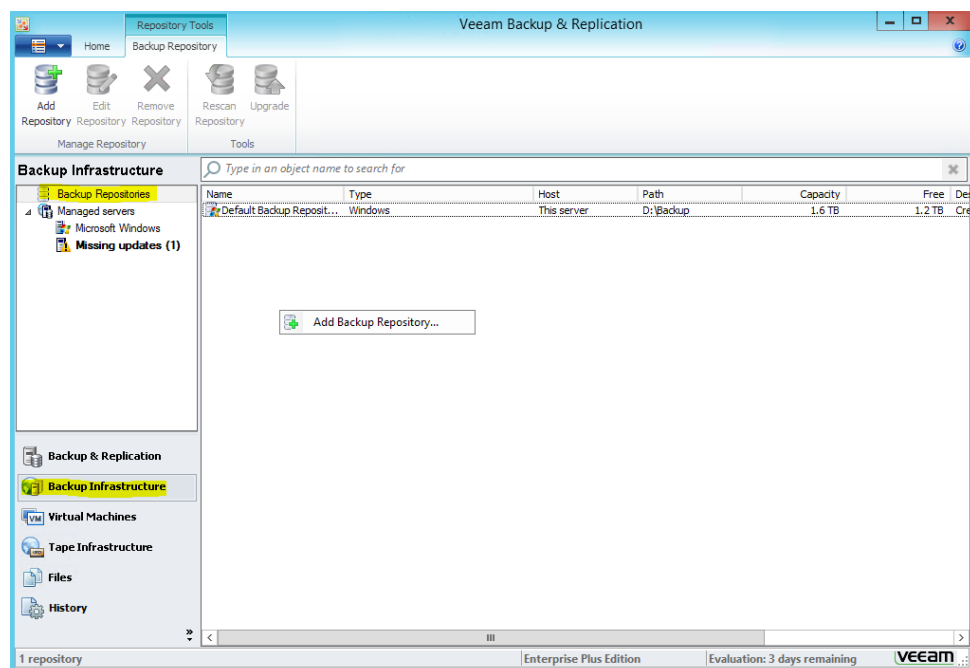 Repository Tools
Veeam Backup & Replication
Home
Backup Repository
Add Repository
Edit Repository
Remove Repository
Rescan Repository
Upgrade
Manage Repository
Tools
Backup Infrastructure
Type in an object name to search for
Backup Repositories
Managed servers
Microsoft Windows
Missing updates (1)
Name Type Host Path Capacity Free De
Default Backup Reposit... Windows This server D:\Backup 1.6 TB 1.2 TB Cre
Add Backup Repository...
Backup & Replication
Backup Infrastructure
Virtual Machines
VM
Tape Infrastructure
Files
History
1 repository
Enterprise Plus Edition
Evaluation: 3 days remaining
veeam